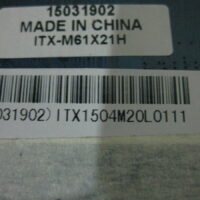 15031902
MADE IN CHINA
ITX-M61X21H
031902)ITX1504M20L0111